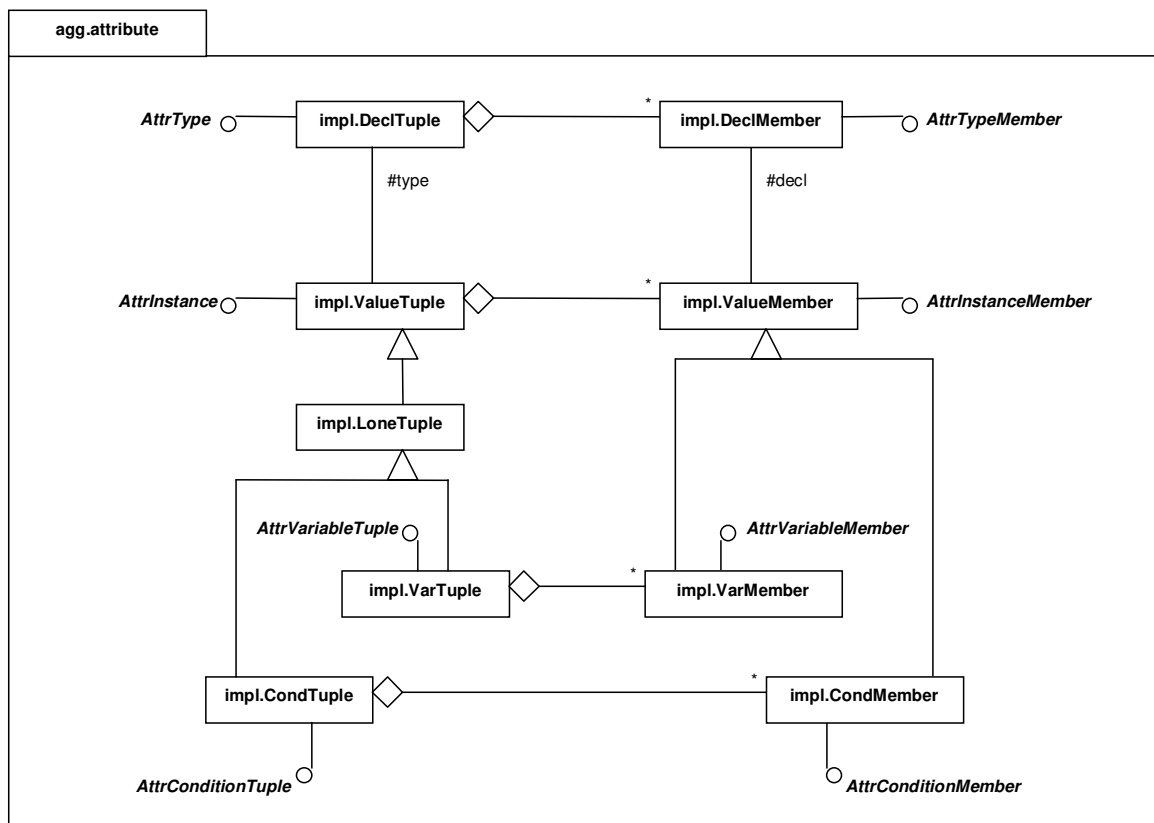 agg.attribute
AttrType
impl.DeclTuple
*
impl.DeclMember
AttrTypeMember
#type
#decl
AttrInstance
impl.ValueTuple
*
impl.ValueMember
AttrInstanceMember
impl.LoneTuple
AttrVariableTuple
AttrVariableMember
impl.VarTuple
*
impl.VarMember
impl.CondTuple
*
impl.CondMember
AttrConditionTuple
AttrConditionMember